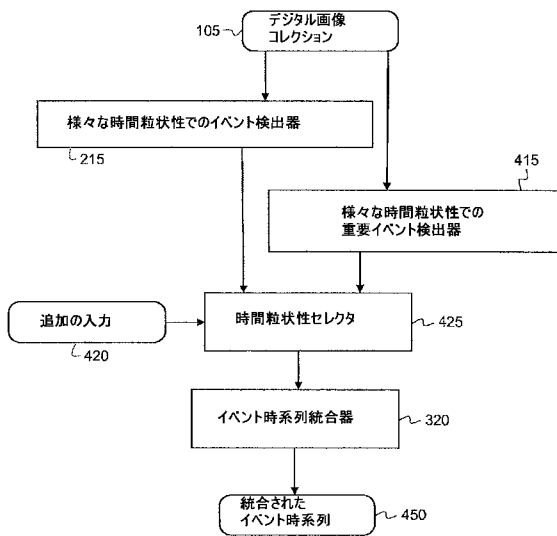 デジタル画像
コレクション
105
様々な時間粒状性でのイベント検出器
215
415
様々な時間粒状性での
重要イベント検出器
追加の入力
420
時間粒状性セレクタ
425
イベント時系列統合器
320
統合された
イベント時系列
450